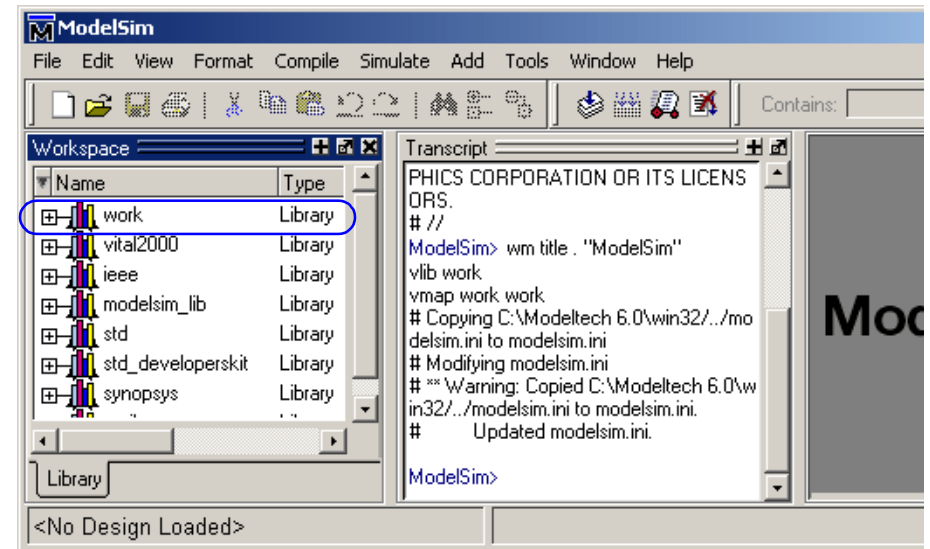 ModelSim
File Edit View Format Compile Simulate Add Tools Window Help
Contains:
Workspace
Name Type
work Library
vital2000 Library
ieee Library
modelsim_lib Library
std Library
std_developerskit Library
synopsys Library
Library
Transcript
PHICS CORPORATION OR ITS LICENS
ORS.
# //
ModelSim> wm title . "ModelSim"
vlib work
vmap work work
# Copying C:\Modeltech 6.0\win32/../mo
delsim.ini to modelsim.ini
# Modifying modelsim.ini
# ** Warning: Copied C:\Modeltech 6.0\w
in32/../modelsim.ini to modelsim.ini.
# Updated modelsim.ini.
ModelSim>
Mod
<No Design Loaded>